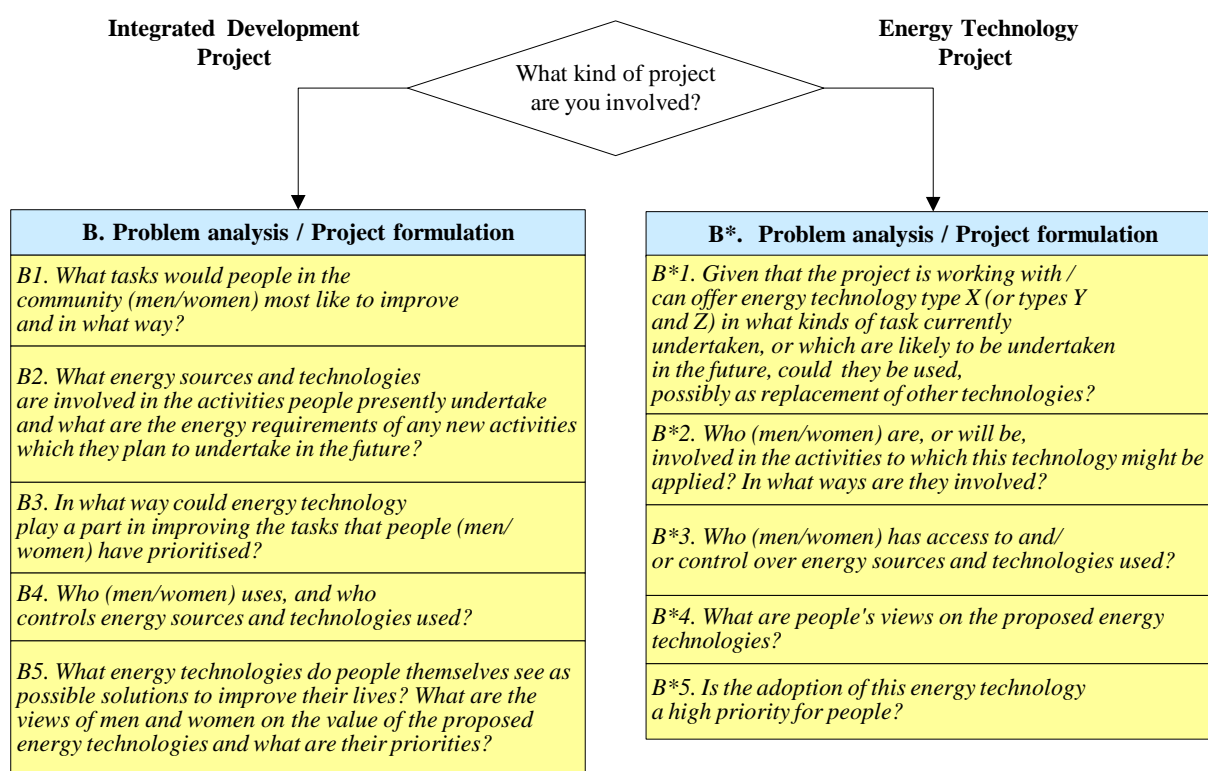 Integrated Development
Project
Energy Technology
Project
What kind of project
are you involved?
B. Problem analysis / Project formulation
B1. What tasks would people in the
community (men/women) most like to improve
and in what way?
B2. What energy sources and technologies
are involved in the activities people presently undertake
and what are the energy requirements of any new activities
which they plan to undertake in the future?
B3. In what way could energy technology
play a part in improving the tasks that people (men/
women) have prioritised?
B4. Who (men/women) uses, and who
controls energy sources and technologies used?
B5. What energy technologies do people themselves see as
possible solutions to improve their lives? What are the
views of men and women on the value of the proposed
energy technologies and what are their priorities?
B*. Problem analysis / Project formulation
B*1. Given that the project is working with /
can offer energy technology type X (or types Y
and Z) in what kinds of task currently
undertaken, or which are likely to be undertaken
in the future, could they be used,
possibly as replacement of other technologies?
B*2. Who (men/women) are, or will be,
involved in the activities to which this technology might be
applied? In what ways are they involved?
B*3. Who (men/women) has access to and/
or control over energy sources and technologies used?
B*4. What are people's views on the proposed energy
technologies?
B*5. Is the adoption of this energy technology
a high priority for people?